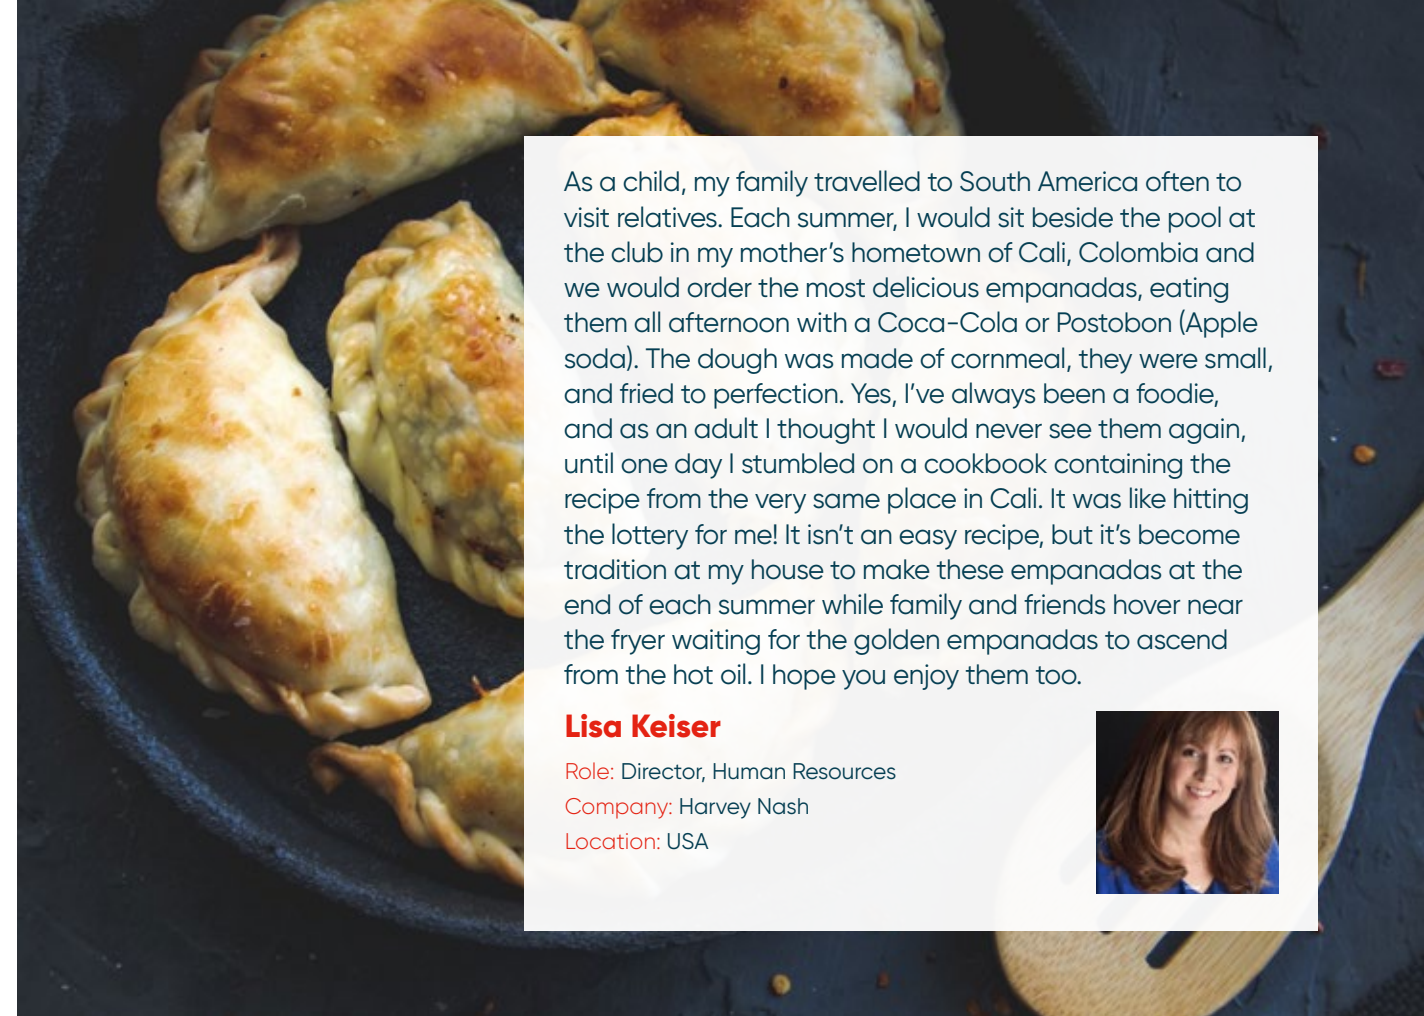 As a child, my family travelled to South America often to
visit relatives. Each summer, I would sit beside the pool at
the club in my mother’s hometown of Cali, Colombia and
we would order the most delicious empanadas, eating
them all afternoon with a Coca-Cola or Postobon (Apple
soda). The dough was made of cornmeal, they were small,
and fried to perfection. Yes, I’ve always been a foodie,
and as an adult I thought I would never see them again,
until one day I stumbled on a cookbook containing the
recipe from the very same place in Cali. It was like hitting
the lottery for me! It isn’t an easy recipe, but it’s become
tradition at my house to make these empanadas at the
end of each summer while family and friends hover near
the fryer waiting for the golden empanadas to ascend
from the hot oil. I hope you enjoy them too.
Lisa Keiser
Role: Director, Human Resources
Company: Harvey Nash
Location: USA